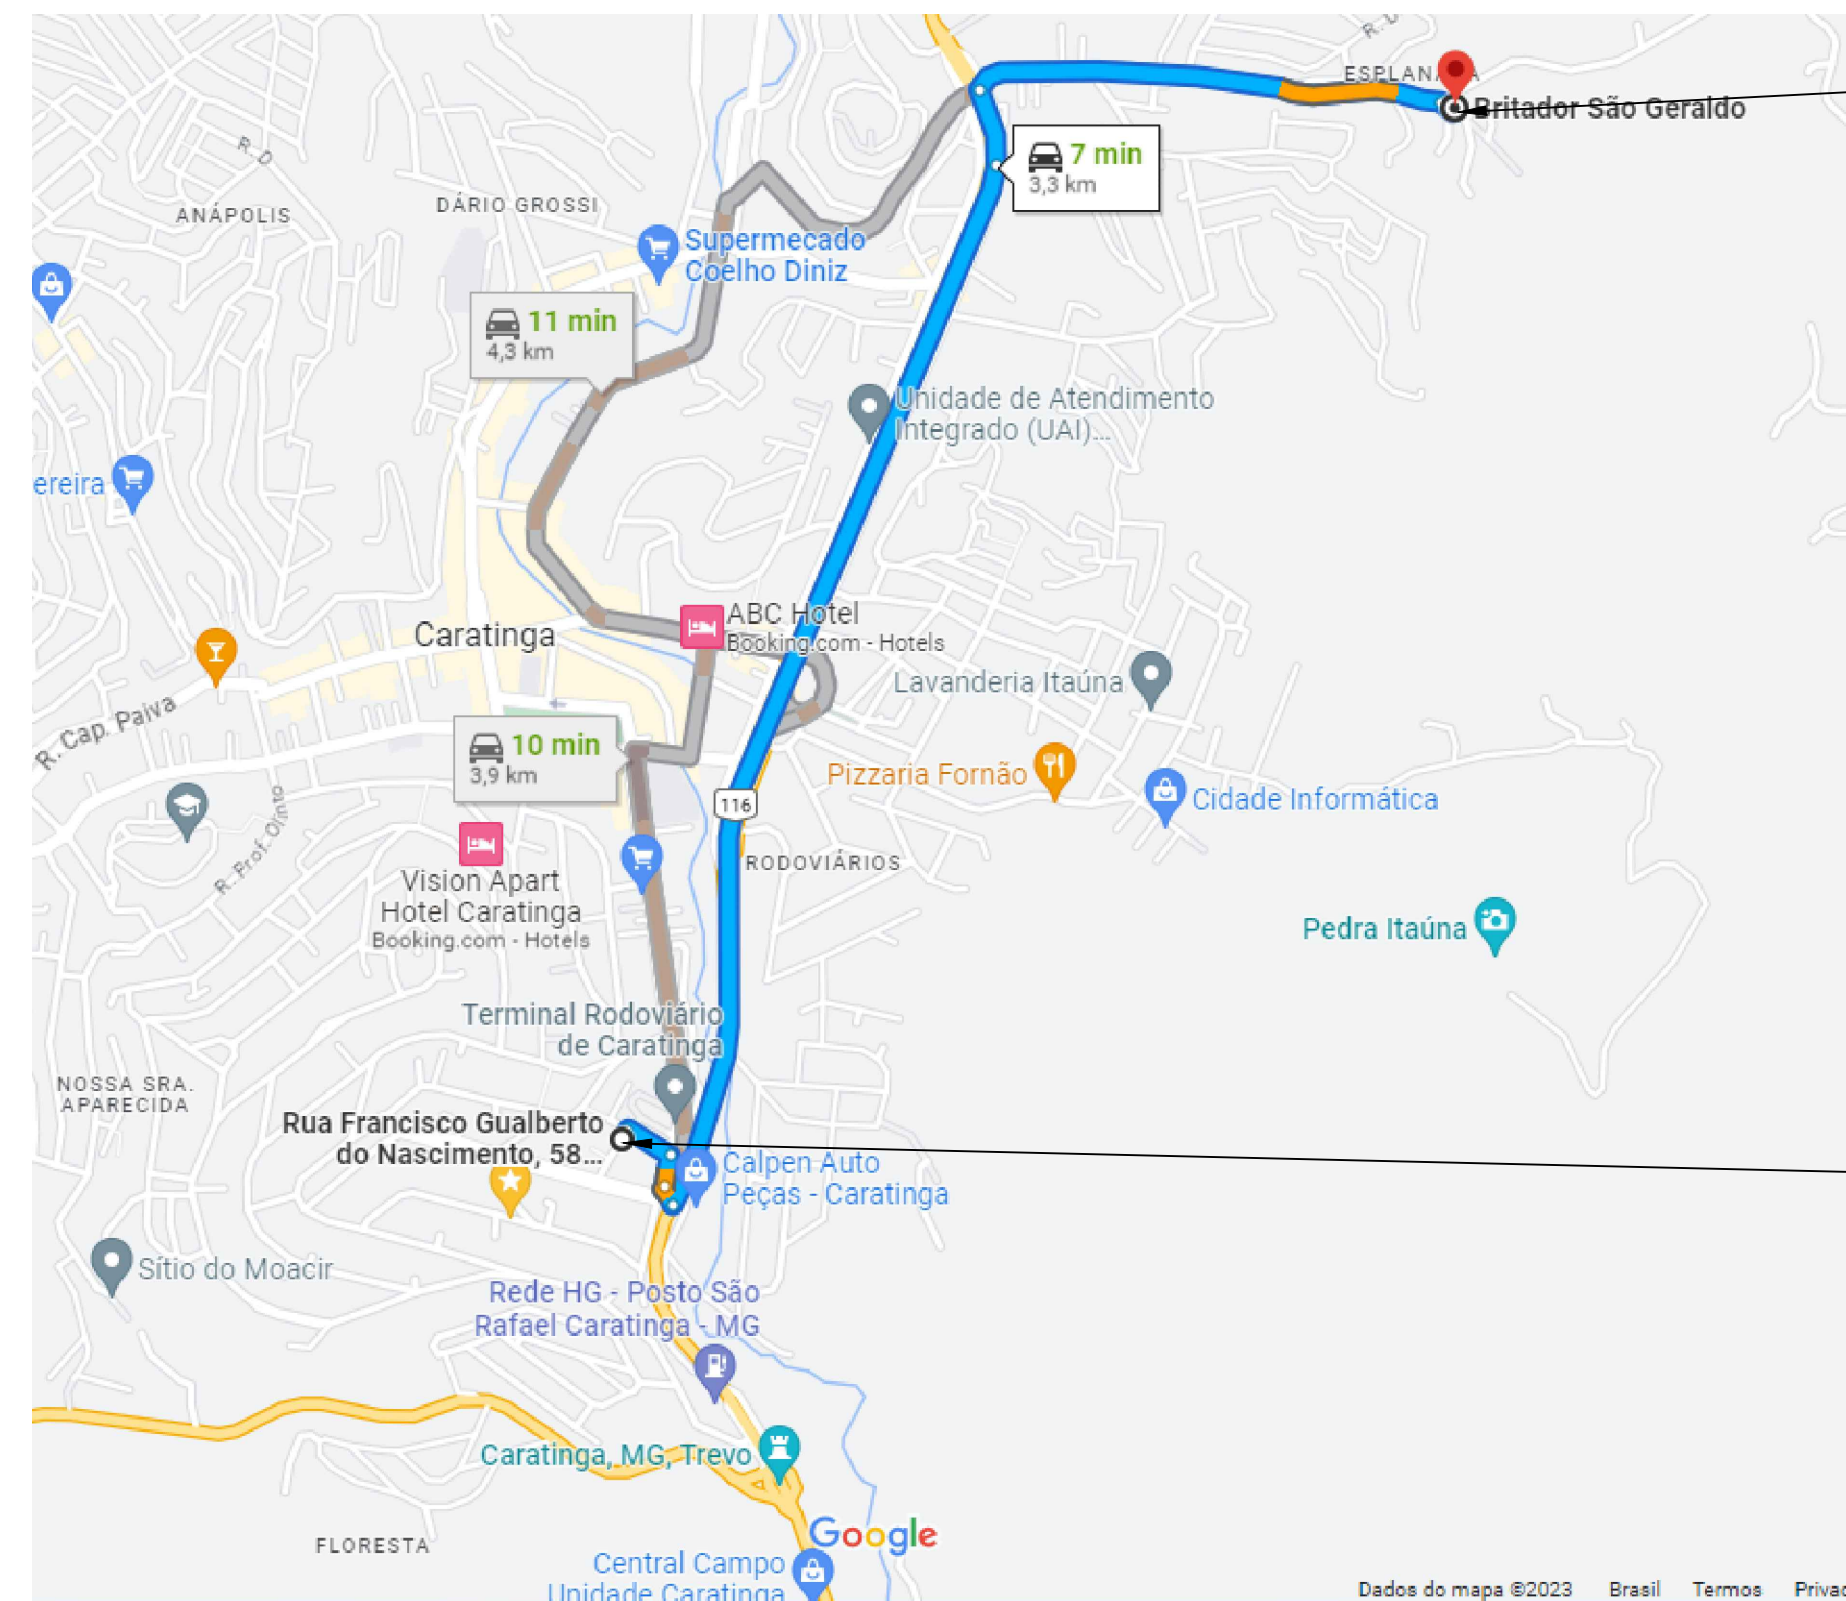 R. D
ESPLAN
Britador São Geraldo
7 min
3,3 km
R. D
ANÁPOLIS
DÁRIO GROSSI
Supermecado
Coelho Diniz
11 min
4,3 km
Unidade de Atendimento
Integrado (UAI)...
ereira
ABC Hotel
Booking.com - Hotels
Caratinga
Lavanderia Itaúna
R. Cap. Paiva
10 min
3,9 km
Pizzaria Fornão
Cidade Informática
116
R. Prof. Olinto
RODOVIÁRIOS
Vision Apart
Hotel Caratinga
Booking.com - Hotels
Pedra Itaúna
Terminal Rodoviário
de Caratinga
NOSSA SRA.
APARECIDA
Rua Francisco Gualberto
do Nascimento, 58...
Calpen Auto
Peças - Caratinga
Sítio do Moacir
Rede HG - Posto São
Rafael Caratinga - MG
Caratinga, MG, Trevo
Google
FLORESTA
Central Campo
Unidade Caratinga
Dados do mapa ©2023 Brasil Termos Privac